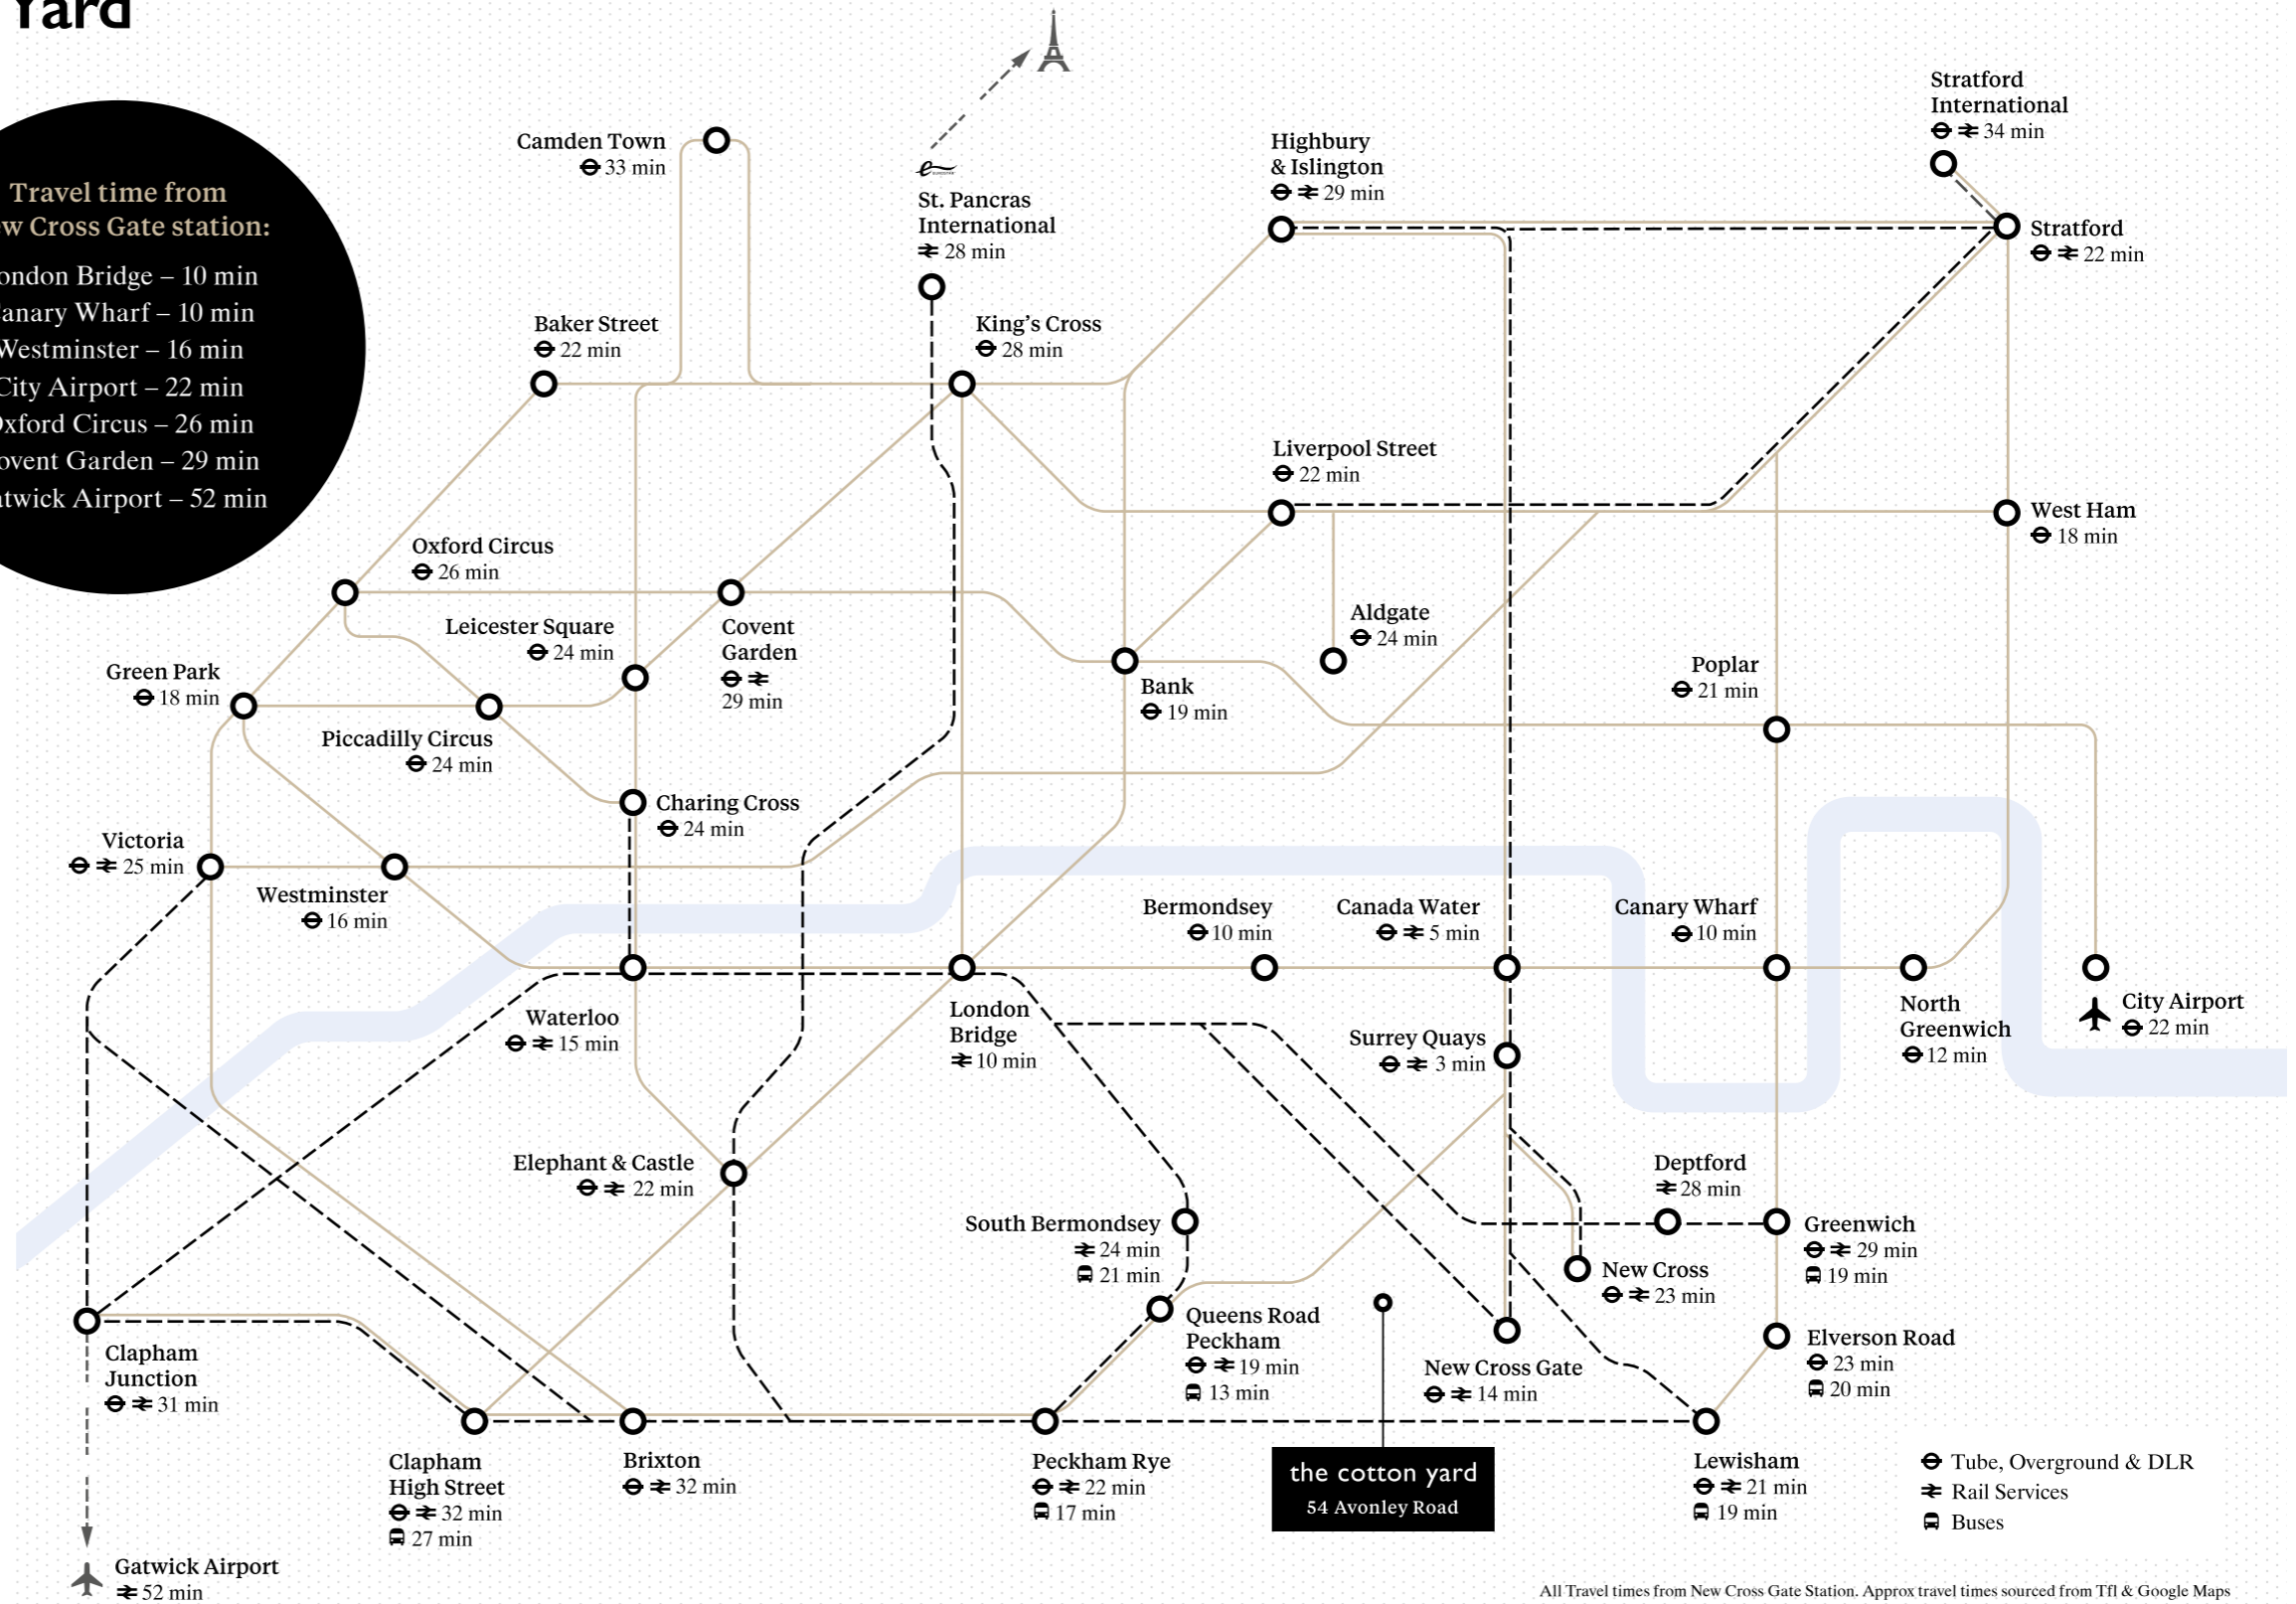 Yard
Travel time from
New Cross Gate station:
London Bridge – 10 min
Canary Wharf – 10 min
Westminster – 16 min
City Airport – 22 min
Oxford Circus – 26 min
Covent Garden – 29 min
Gatwick Airport – 52 min
Camden Town
33 min
St. Pancras
International
28 min
Highbury
& Islington
29 min
Stratford
International
34 min
Stratford
22 min
Baker Street
22 min
King's Cross
28 min
Liverpool Street
22 min
West Ham
18 min
Oxford Circus
26 min
Leicester Square
24 min
Covent
Garden
29 min
Aldgate
24 min
Green Park
18 min
Piccadilly Circus
24 min
Bank
19 min
Poplar
21 min
Charing Cross
24 min
Victoria
25 min
Westminster
16 min
Bermondsey
10 min
Canada Water
5 min
Canary Wharf
10 min
Waterloo
15 min
London
Bridge
10 min
Surrey Quays
3 min
North
Greenwich
12 min
City Airport
22 min
Elephant & Castle
22 min
South Bermondsey
24 min
21 min
Deptford
28 min
Greenwich
29 min
19 min
New Cross
23 min
Clapham
Junction
31 min
Queens Road
Peckham
19 min
13 min
New Cross Gate
14 min
Elverson Road
23 min
20 min
Clapham
High Street
32 min
27 min
Brixton
32 min
Peckham Rye
22 min
17 min
the cotton yard
54 Avonley Road
Lewisham
21 min
19 min
Tube, Overground & DLR
Rail Services
Buses
Gatwick Airport
52 min
All Travel times from New Cross Gate Station. Approx travel times sourced from Tfl & Google Maps